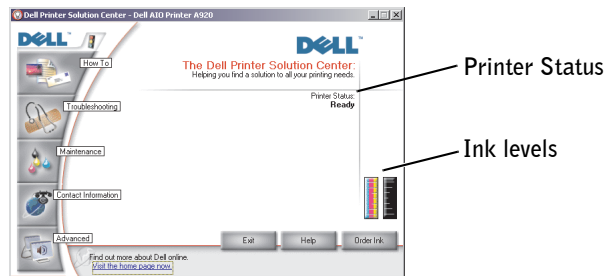 Dell Printer Solution Center - Dell AIO Printer A920
DELL™
DELL™
How To
The Dell Printer Solution Center:
Helping you find a solution to all your printing needs.
Printer Status:
Ready
Troubleshooting
Maintenance
Contact Information
Advanced
Exit
Help
Order Ink
Find out more about Dell online.
Visit the home page now.
Printer Status
Ink levels